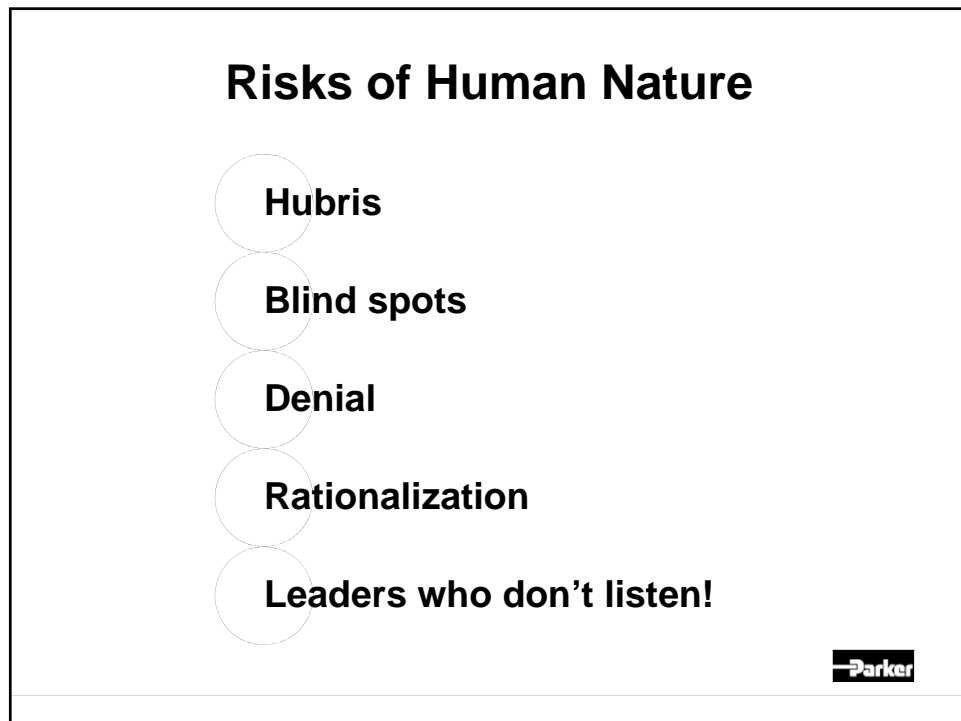 Risks of Human Nature
Hubris
Blind spots
Denial
Rationalization
Leaders who don’t listen!
Parker